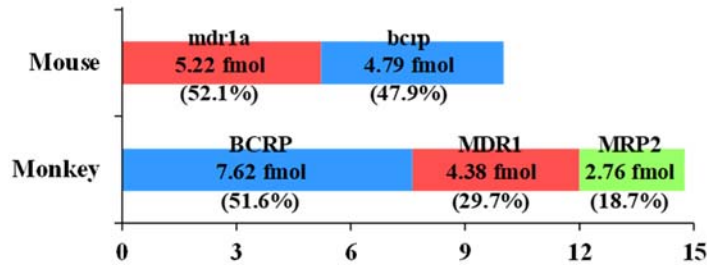 mdr1a bcrp
Mouse 5.22 fmol 4.79 fmol
(52.1%) (47.9%)
BCRP MDR1 MRP2
Monkey 7.62 fmol 4.38 fmol 2.76 fmol
(51.6%) (29.7%) (18.7%)
0 3 6 9 12 15